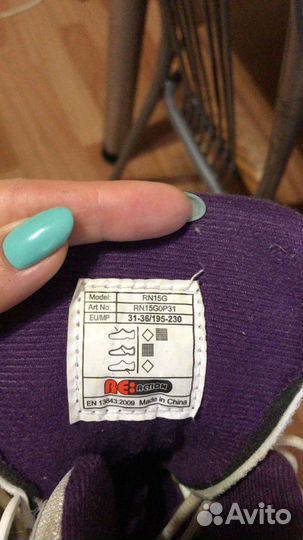 Model: RN15G
Art No: RN15G0P31
EU/MP 31-36/195-230
RE:ACTION
EN 13843:2009 Made in China
Avito